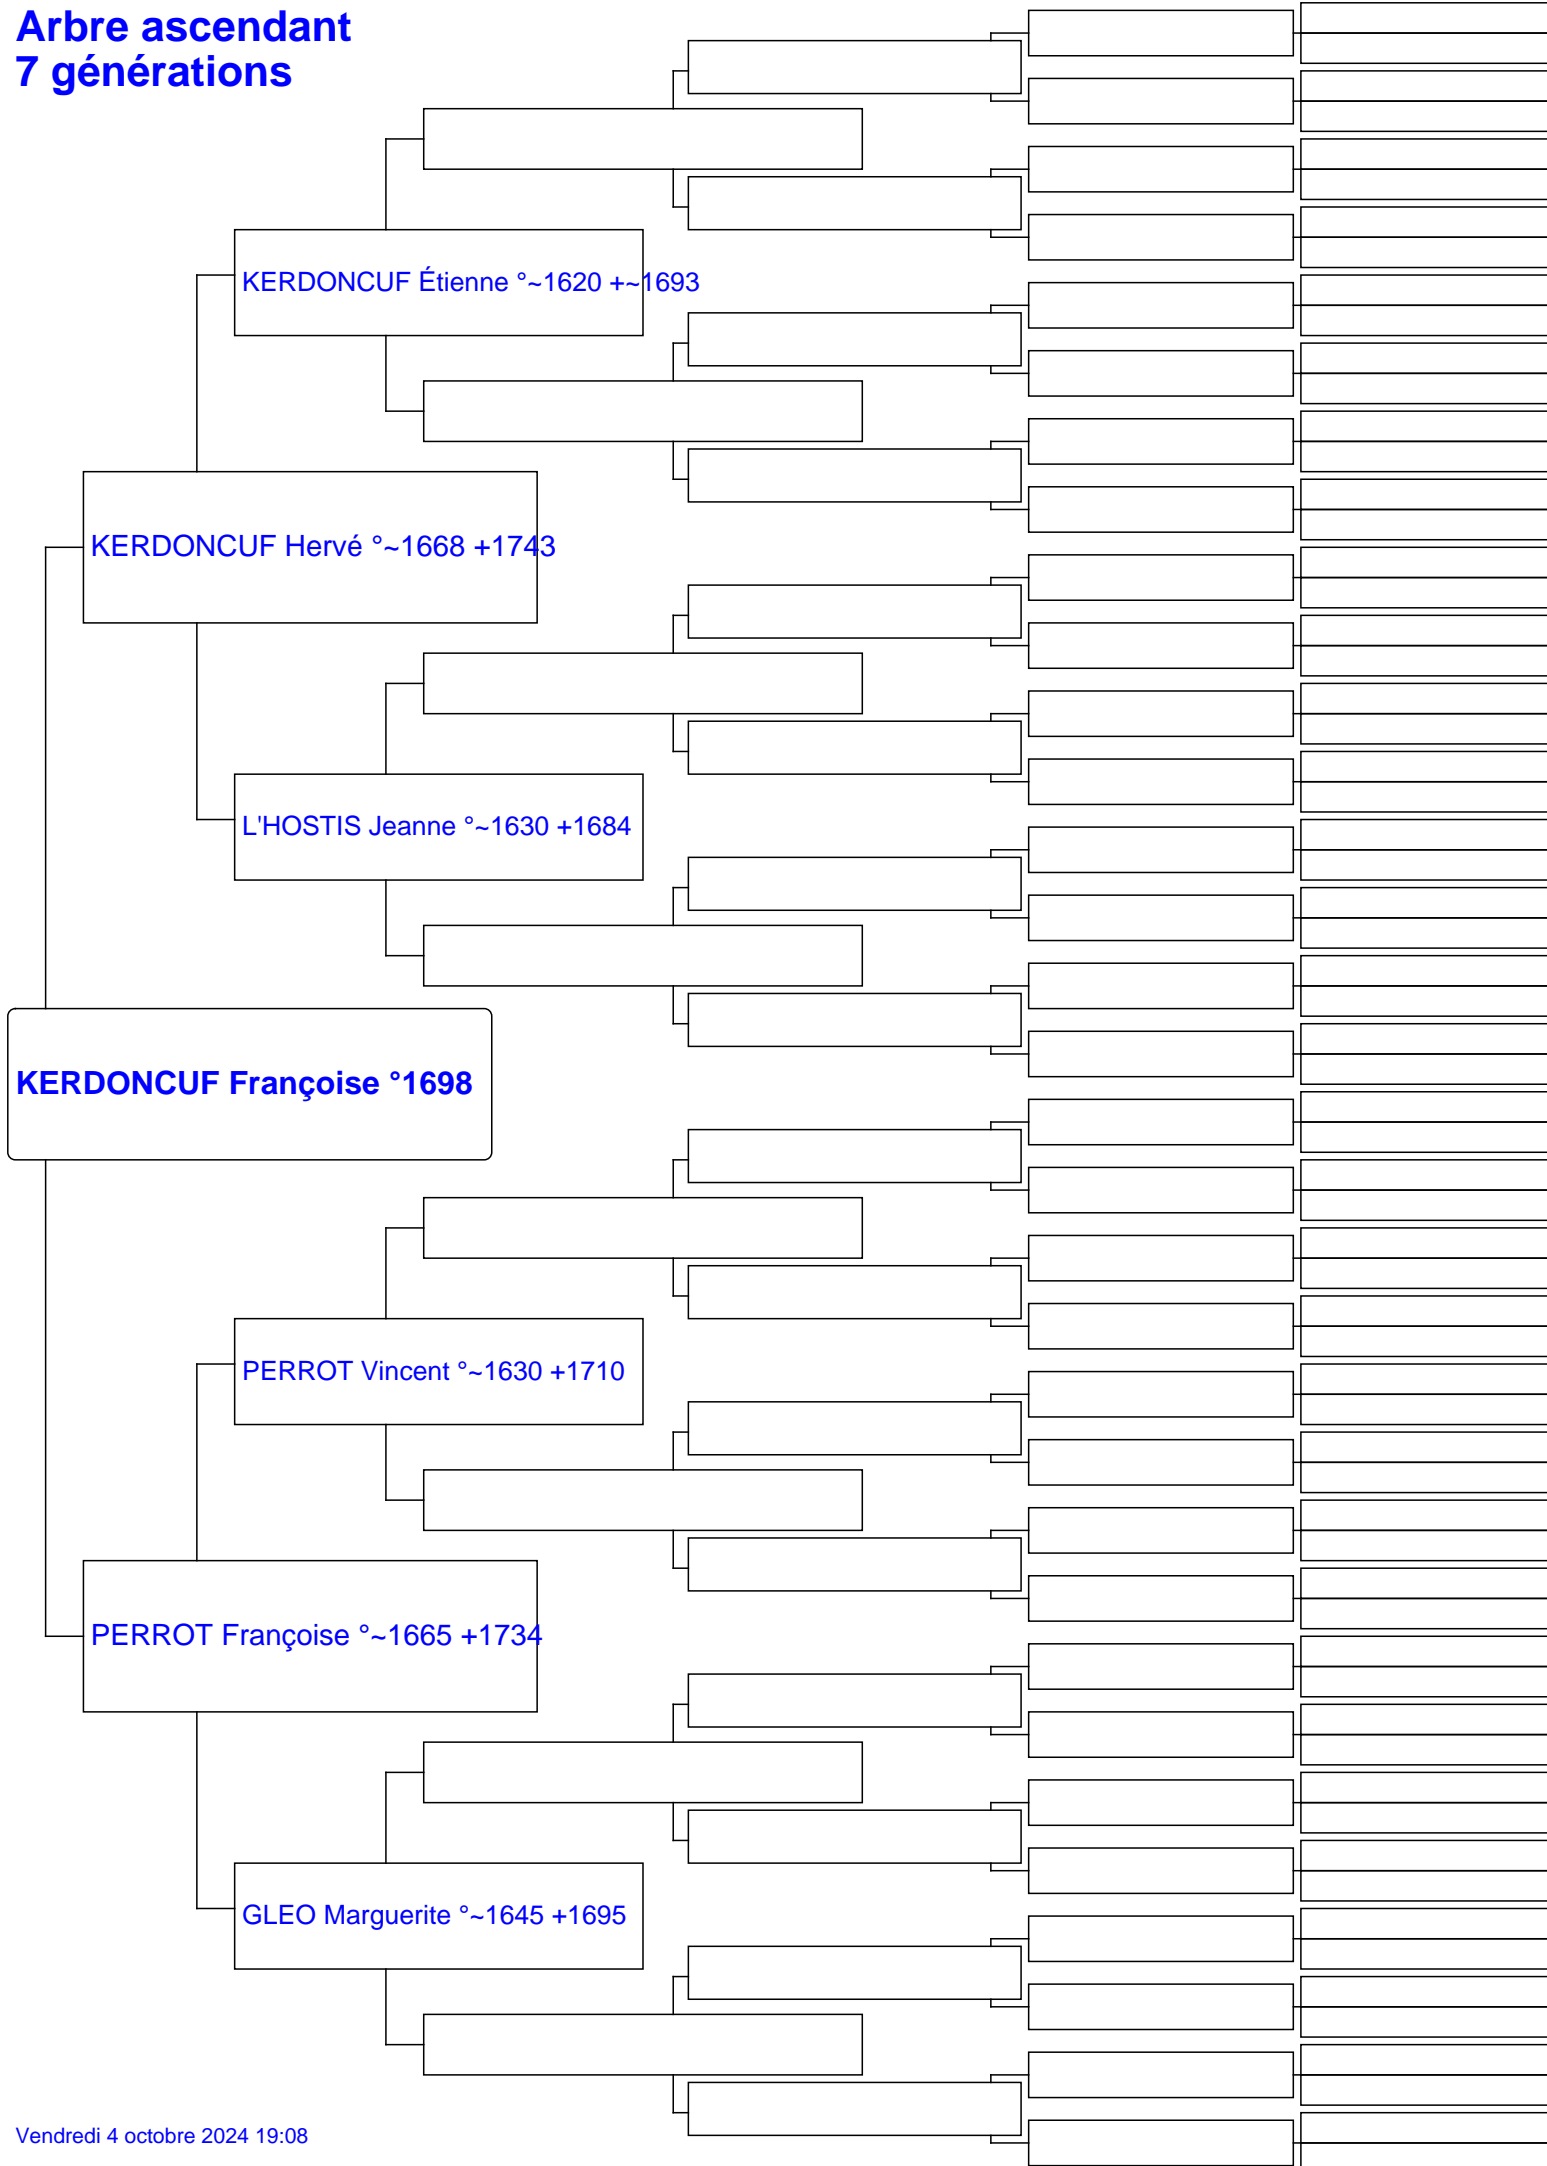 Arbre ascendant
7 générations
KERDONCUF Étienne °~1620 +~1693
KERDONCUF Hervé °~1668 +1743
L'HOSTIS Jeanne °~1630 +1684
KERDONCUF Françoise °1698
PERROT Vincent °~1630 +1710
PERROT Françoise °~1665 +1734
GLEO Marguerite °~1645 +1695
Vendredi 4 octobre 2024 19:08